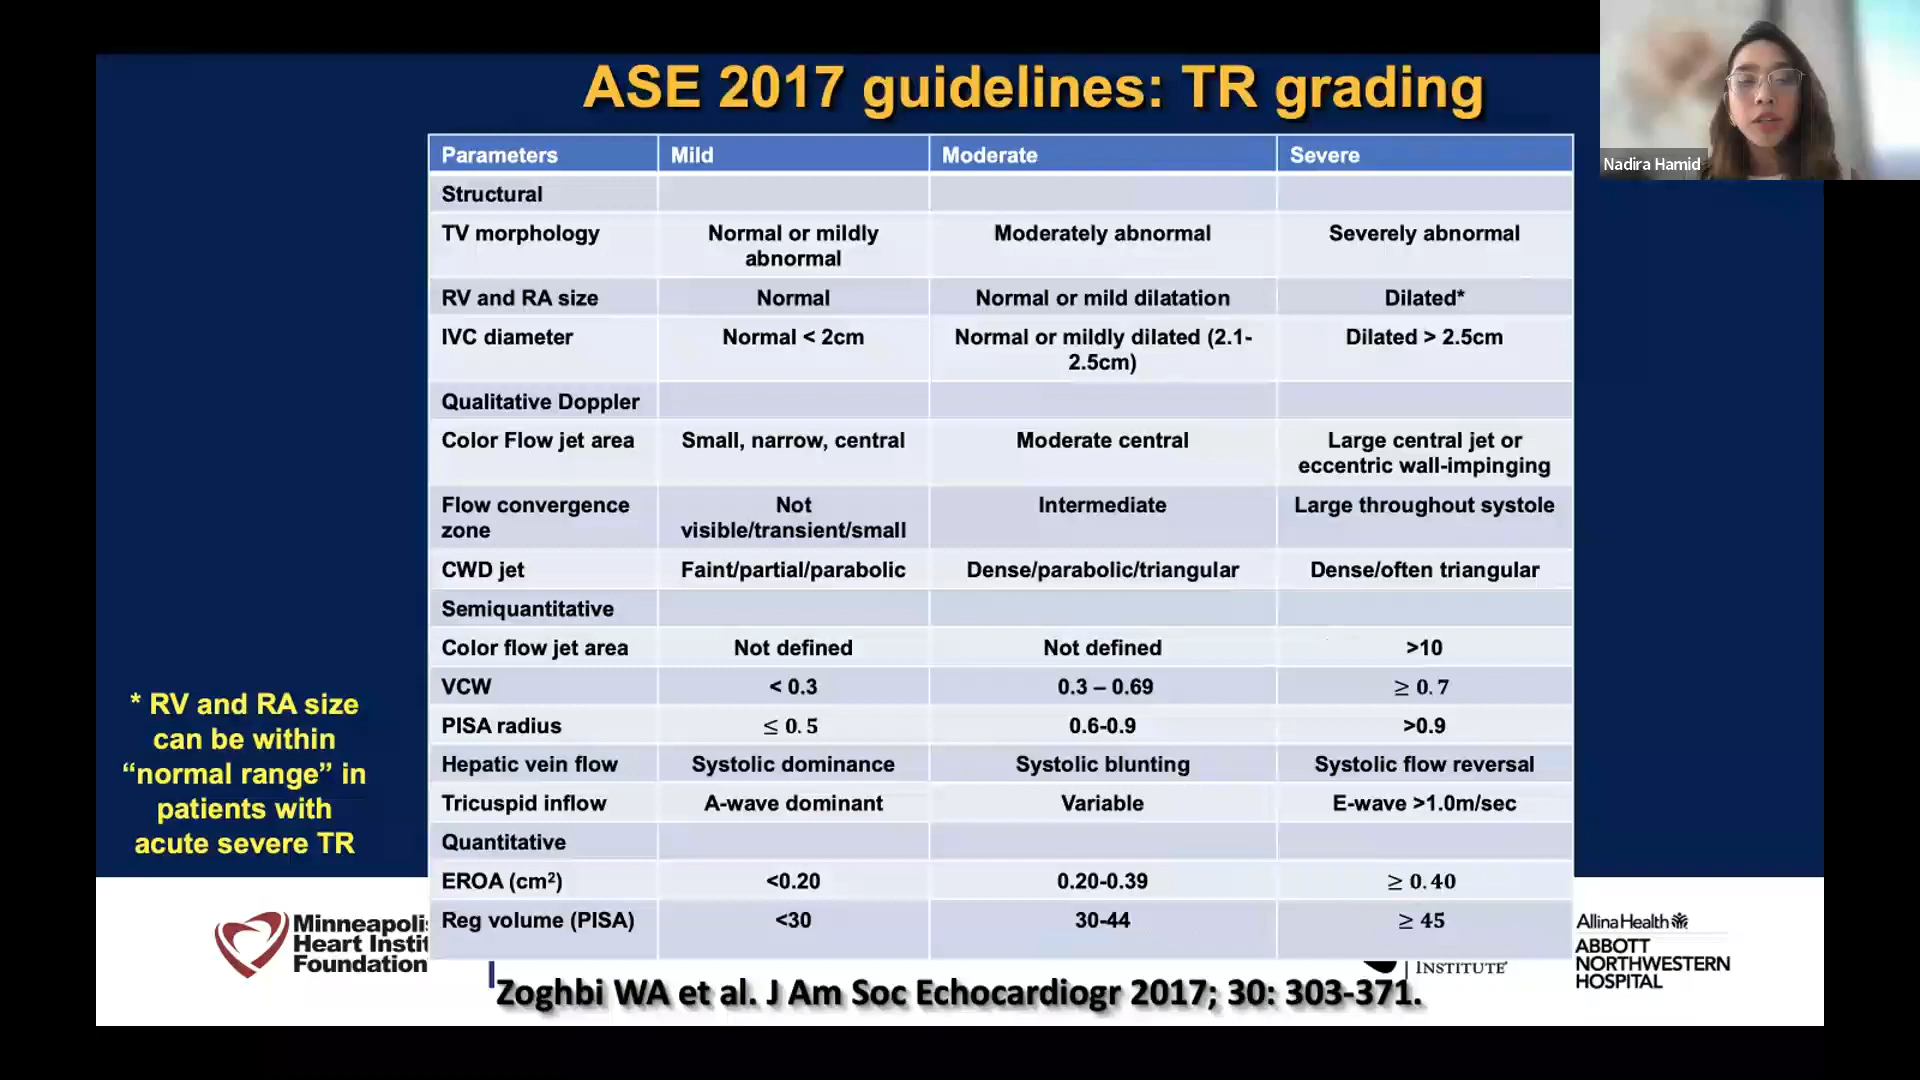 ASE 2017 guidelines: TR grading
Nadira Hamid
Parameters Mild Moderate Severe
Structural
TV morphology Normal or mildly abnormal Moderately abnormal Severely abnormal
RV and RA size Normal Normal or mild dilatation Dilated*
IVC diameter Normal < 2cm Normal or mildly dilated (2.1-2.5cm) Dilated > 2.5cm
Qualitative Doppler
Color Flow jet area Small, narrow, central Moderate central Large central jet or eccentric wall-impinging
Flow convergence zone Not visible/transient/small Intermediate Large throughout systole
CWD jet Faint/partial/parabolic Dense/parabolic/triangular Dense/often triangular
Semiquantitative
Color flow jet area Not defined Not defined >10
VCW < 0.3 0.3 – 0.69 ≥ 0.7
PISA radius ≤ 0.5 0.6-0.9 >0.9
Hepatic vein flow Systolic dominance Systolic blunting Systolic flow reversal
Tricuspid inflow A-wave dominant Variable E-wave >1.0m/sec
Quantitative
EROA (cm²) <0.20 0.20-0.39 ≥ 0.40
Reg volume (PISA) <30 30-44 ≥ 45
* RV and RA size
can be within
“normal range” in
patients with
acute severe TR
Minneapolis
Heart Instit
Foundation
INSTITUTE
AllinaHealth
ABBOTT
NORTHWESTERN
HOSPITAL
Zoghbi WA et al. J Am Soc Echocardiogr 2017; 30: 303-371.